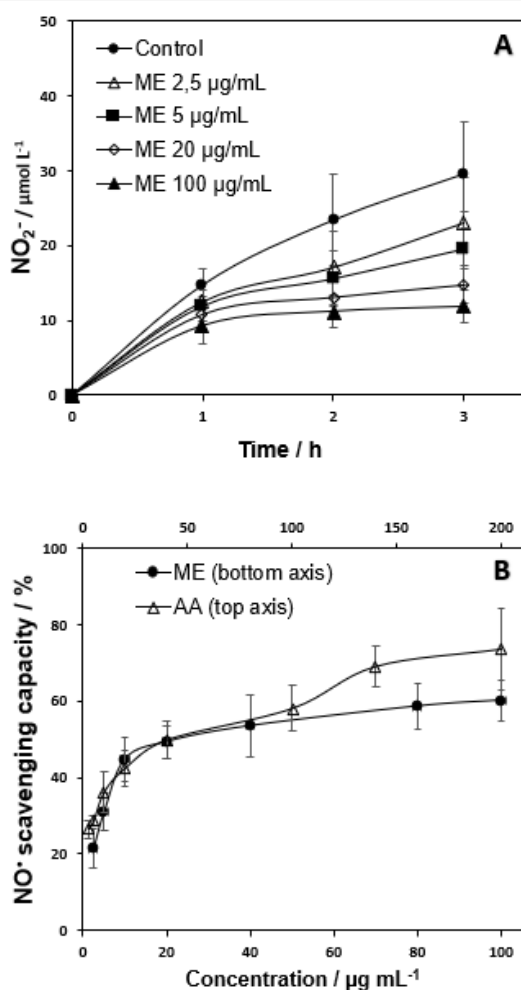 50
40
30
20
10
0
NO₂⁻ / µmol L⁻¹
Control
ME 2,5 µg/mL
ME 5 µg/mL
ME 20 µg/mL
ME 100 µg/mL
A
0 1 2 3
Time / h
0 50 100 150 200
100
80
60
40
20
0
NO• scavenging capacity / %
ME (bottom axis)
AA (top axis)
B
0 20 40 60 80 100
Concentration / µg mL⁻¹